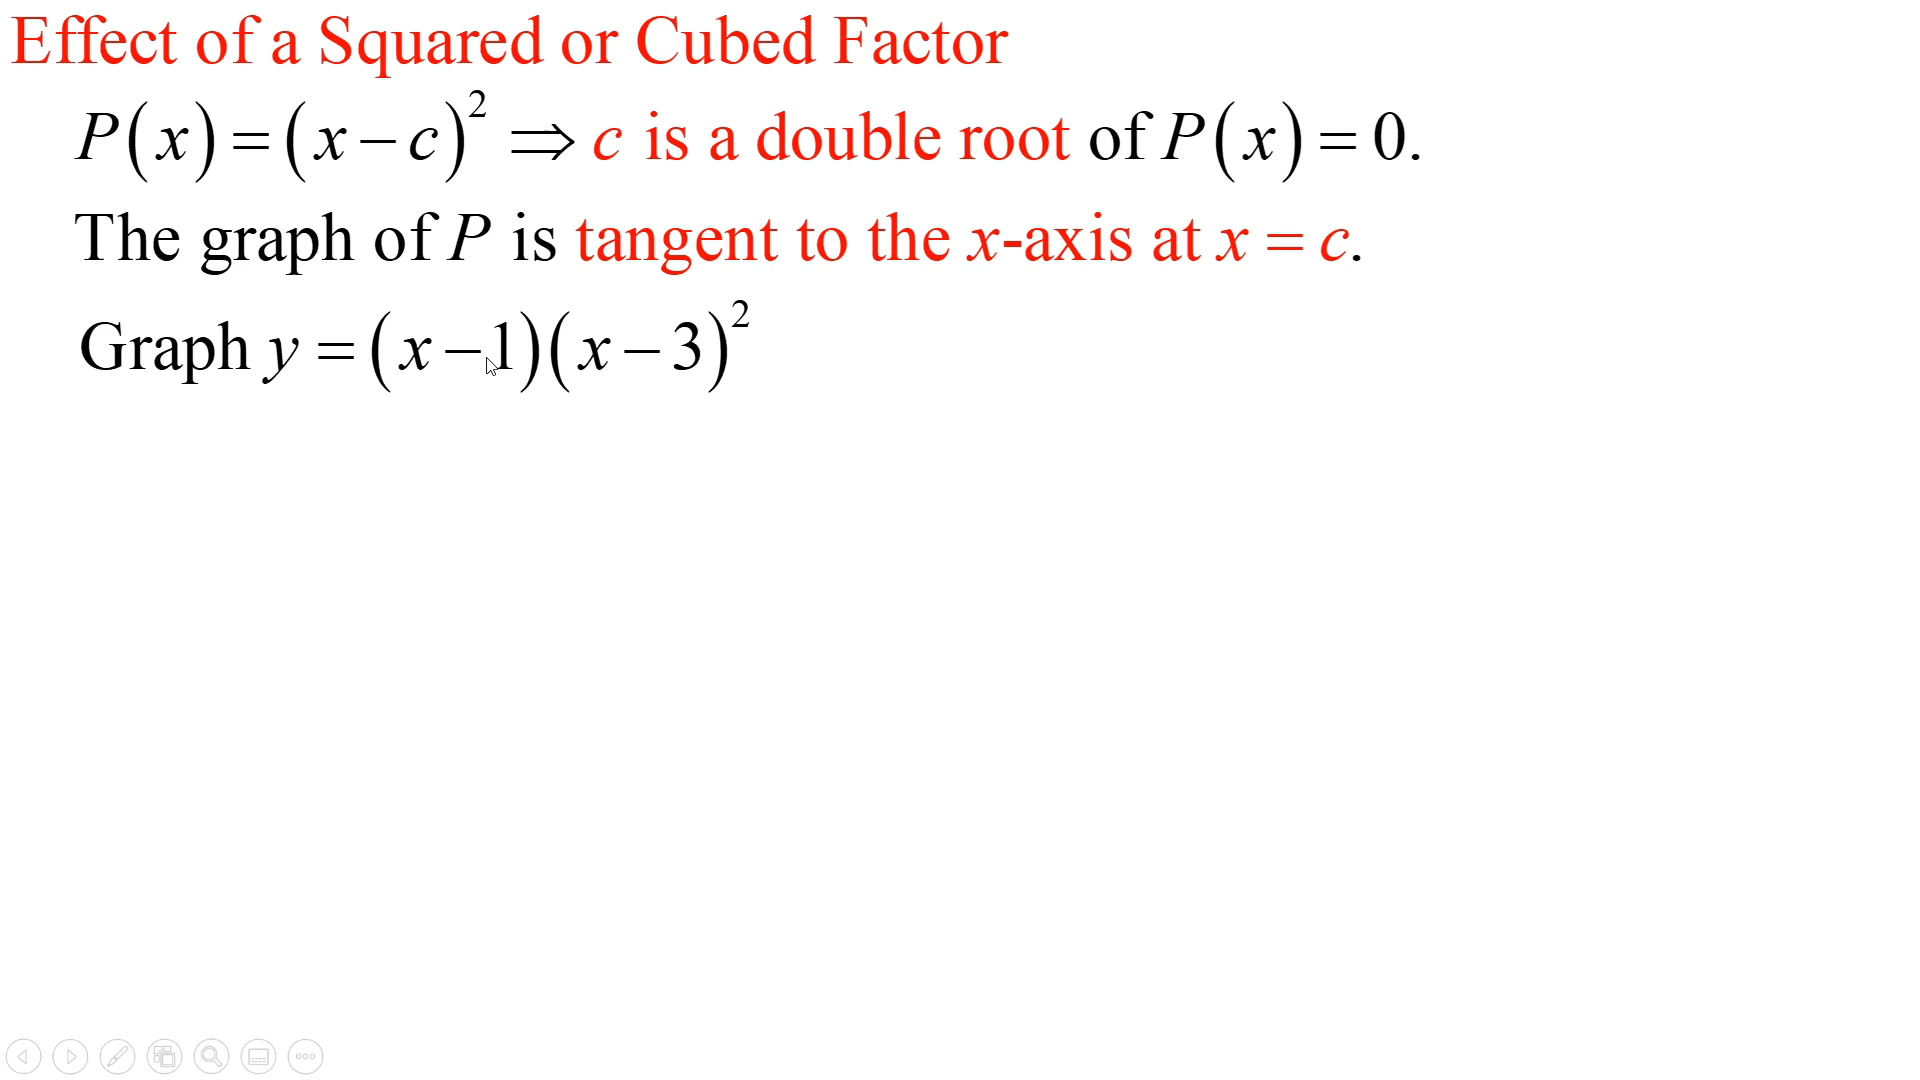 Effect of a Squared or Cubed Factor
P(x) = (x − c)² ⇒ c is a double root of P(x) = 0.
The graph of P is tangent to the x-axis at x = c.
Graph y = (x − 1)(x − 3)²